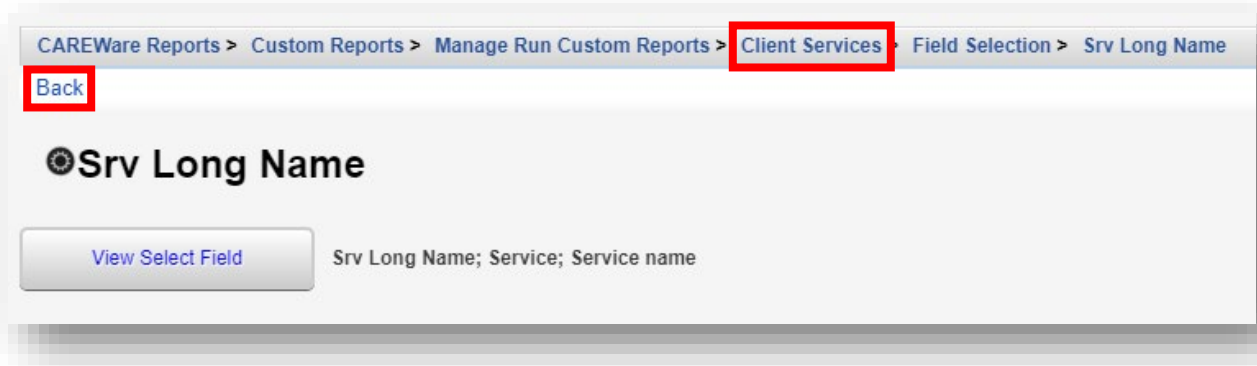 CAREWare Reports > Custom Reports > Manage Run Custom Reports > Client Services > Field Selection > Srv Long Name
Back
Srv Long Name
View Select Field Srv Long Name; Service; Service name